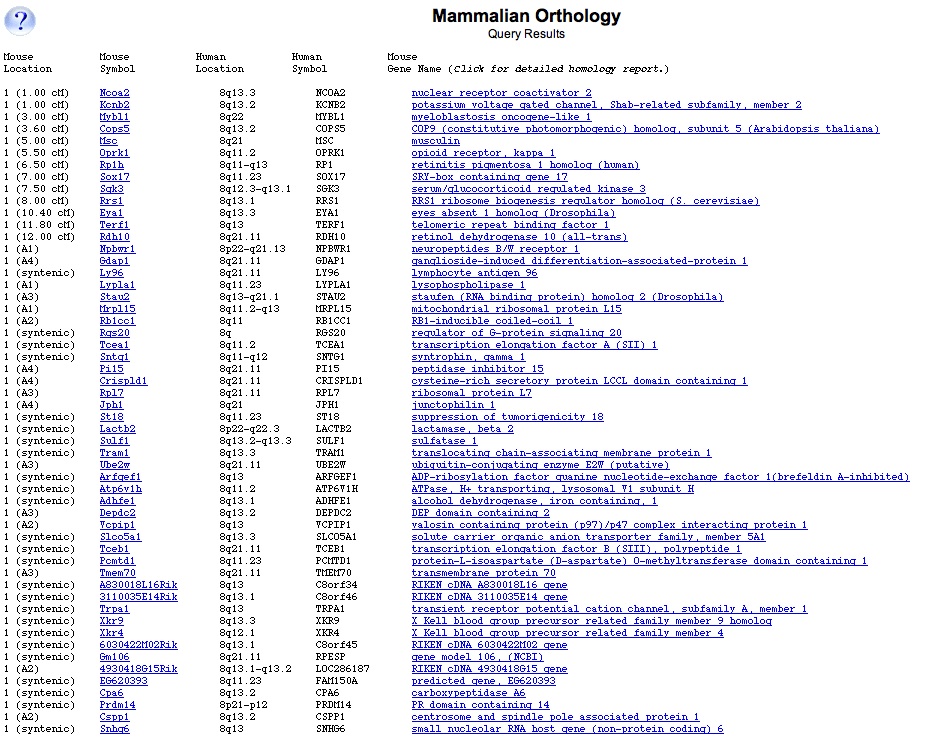 ?
Mammalian Orthology
Query Results
Mouse Mouse Human Human Mouse
Location Symbol Location Symbol Gene Name (Click for detailed homology report.)
1 (1.00 cM) Ncoa2 8q13.3 NCOA2 nuclear receptor coactivator 2
1 (1.00 cM) Kcnb2 8q13.2 KCNB2 potassium voltage gated channel, Shab-related subfamily, member 2
1 (3.00 cM) Mybl1 8q22 MYBL1 myeloblastosis oncogene-like 1
1 (3.60 cM) Cops5 8q13.2 COPS5 COP9 (constitutive photomorphogenic) homolog, subunit 5 (Arabidopsis thaliana)
1 (5.00 cM) Msc 8q21 MSC musculin
1 (5.50 cM) Oprk1 8q11.2 OPRK1 opioid receptor, kappa 1
1 (6.50 cM) Rp1h 8q11-q13 RP1 retinitis pigmentosa 1 homolog (human)
1 (7.00 cM) Sox17 8q11.23 SOX17 SRY-box containing gene 17
1 (7.50 cM) Sgk3 8q12.3-q13.1 SGK3 serum/glucocorticoid regulated kinase 3
1 (8.00 cM) Rrs1 8q13.1 RRS1 RRS1 ribosome biogenesis regulator homolog (S. cerevisiae)
1 (10.40 cM) Eya1 8q13.3 EYA1 eyes absent 1 homolog (Drosophila)
1 (11.80 cM) Terf1 8q13 TERF1 telomeric repeat binding factor 1
1 (12.00 cM) Rdh10 8q21.11 RDH10 retinol dehydrogenase 10 (all-trans)
1 (A1) Npbwr1 8p22-q21.13 NPBWR1 neuropeptides B/W receptor 1
1 (A4) Gdap1 8q21.11 GDAP1 ganglioside-induced differentiation-associated-protein 1
1 (syntenic) Ly96 8q21.11 LY96 lymphocyte antigen 96
1 (A1) Lypla1 8q11.23 LYPLA1 lysophospholipase 1
1 (A3) Stau2 8q13-q21.1 STAU2 staufen (RNA binding protein) homolog 2 (Drosophila)
1 (A1) Mrpl15 8q11.2-q13 MRPL15 mitochondrial ribosomal protein L15
1 (A2) Rb1cc1 8q11 RB1CC1 RB1-inducible coiled-coil 1
1 (syntenic) Rgs20 8q RGS20 regulator of G-protein signaling 20
1 (syntenic) Tcea1 8q11.2 TCEA1 transcription elongation factor A (SII) 1
1 (syntenic) Sntg1 8q11-q12 SNTG1 syntrophin, gamma 1
1 (A4) Pi15 8q21.11 PI15 peptidase inhibitor 15
1 (A4) Crispld1 8q21.11 CRISPLD1 cysteine-rich secretory protein LCCL domain containing 1
1 (A3) Rpl7 8q21.11 RPL7 ribosomal protein L7
1 (A4) Jph1 8q21 JPH1 junctophilin 1
1 (syntenic) St18 8q11.23 ST18 suppression of tumorigenicity 18
1 (syntenic) Lactb2 8p22-q22.3 LACTB2 lactamase, beta 2
1 (syntenic) Sulf1 8q13.2-q13.3 SULF1 sulfatase 1
1 (syntenic) Tram1 8q13.3 TRAM1 translocating chain-associating membrane protein 1
1 (A3) Ube2w 8q21.11 UBE2W ubiquitin-conjugating enzyme E2W (putative)
1 (syntenic) Arfgef1 8q13 ARFGEF1 ADP-ribosylation factor guanine nucleotide-exchange factor 1(brefeldin A-inhibited)
1 (syntenic) Atp6v1h 8q11.2 ATP6V1H ATPase, H+ transporting, lysosomal V1 subunit H
1 (syntenic) Adhfe1 8q13.1 ADHFE1 alcohol dehydrogenase, iron containing, 1
1 (A3) Depdc2 8q13.2 DEPDC2 DEP domain containing 2
1 (A2) Vcpip1 8q13 VCPIP1 valosin containing protein (p97)/p47 complex interacting protein 1
1 (syntenic) Slco5a1 8q13.3 SLCO5A1 solute carrier organic anion transporter family, member 5A1
1 (syntenic) Tceb1 8q21.11 TCEB1 transcription elongation factor B (SIII), polypeptide 1
1 (syntenic) Pcmtd1 8q11.23 PCMTD1 protein-L-isoaspartate (D-aspartate) O-methyltransferase domain containing 1
1 (A3) Tmem70 8q21.11 TMEM70 transmembrane protein 70
1 (syntenic) A830018L16Rik 8q13 C8orf34 RIKEN cDNA A830018L16 gene
1 (syntenic) 3110035E14Rik 8q13.1 C8orf46 RIKEN cDNA 3110035E14 gene
1 (syntenic) Trpa1 8q13 TRPA1 transient receptor potential cation channel, subfamily A, member 1
1 (syntenic) Xkr9 8q13.3 XKR9 X Kell blood group precursor related family member 9 homolog
1 (syntenic) Xkr4 8q12.1 XKR4 X Kell blood group precursor related family member 4
1 (syntenic) 6030422M02Rik 8q13.1 C8orf45 RIKEN cDNA 6030422M02 gene
1 (syntenic) Gm106 8q21.11 RPESP gene model 106, (NCBI)
1 (A2) 4930418G15Rik 8q13.1-q13.2 LOC286187 RIKEN cDNA 4930418G15 gene
1 (syntenic) EG620393 8q11.23 FAM150A predicted gene, EG620393
1 (syntenic) Cpa6 8q13.2 CPA6 carboxypeptidase A6
1 (syntenic) Prdm14 8p21-p12 PRDM14 PR domain containing 14
1 (A2) Cspp1 8q13.2 CSPP1 centrosome and spindle pole associated protein 1
1 (syntenic) Snhg6 8q13 SNHG6 small nucleolar RNA host gene (non-protein coding) 6